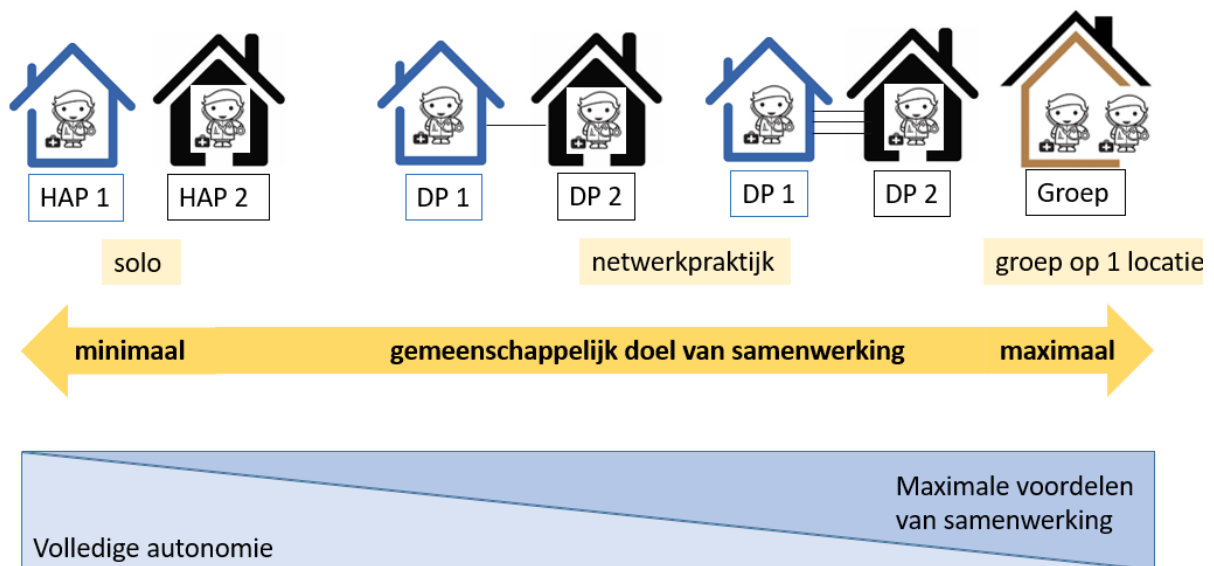 HAP 1
HAP 2
DP 1
DP 2
DP 1
DP 2
Groep
solo
netwerkpraktijk
groep op 1 locatie
minimaal
gemeenschappelijk doel van samenwerking
maximaal
Maximale voordelen
van samenwerking
Volledige autonomie